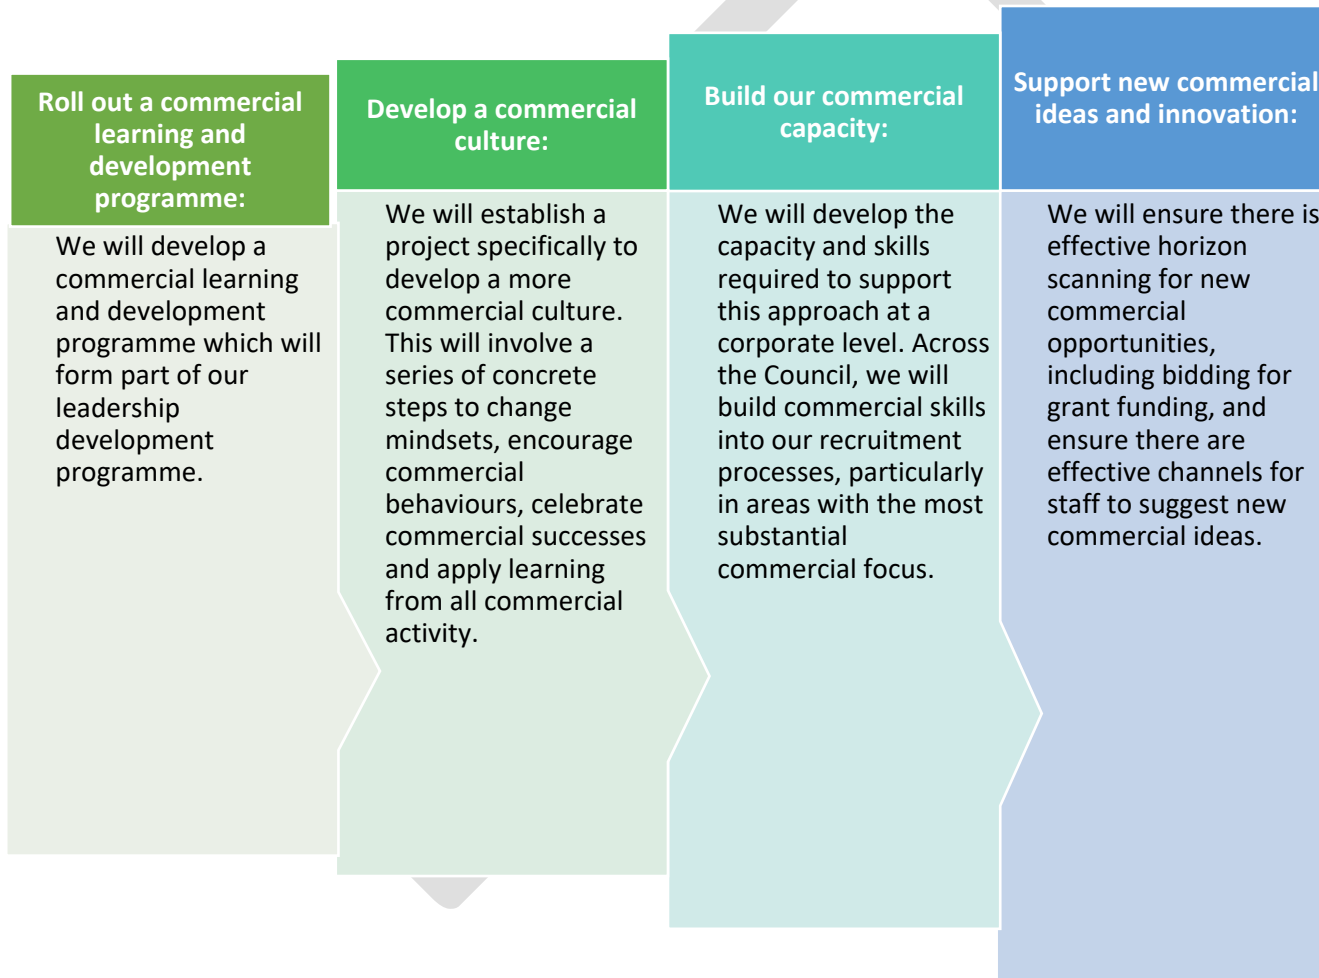 Roll out a commercial
learning and
development
programme:
We will develop a
commercial learning
and development
programme which will
form part of our
leadership
development
programme.
Develop a commercial
culture:
We will establish a
project specifically to
develop a more
commercial culture.
This will involve a
series of concrete
steps to change
mindsets, encourage
commercial
behaviours, celebrate
commercial successes
and apply learning
from all commercial
activity.
Build our commercial
capacity:
We will develop the
capacity and skills
required to support
this approach at a
corporate level. Across
the Council, we will
build commercial skills
into our recruitment
processes, particularly
in areas with the most
substantial
commercial focus.
Support new commercial
ideas and innovation:
We will ensure there is
effective horizon
scanning for new
commercial
opportunities,
including bidding for
grant funding, and
ensure there are
effective channels for
staff to suggest new
commercial ideas.